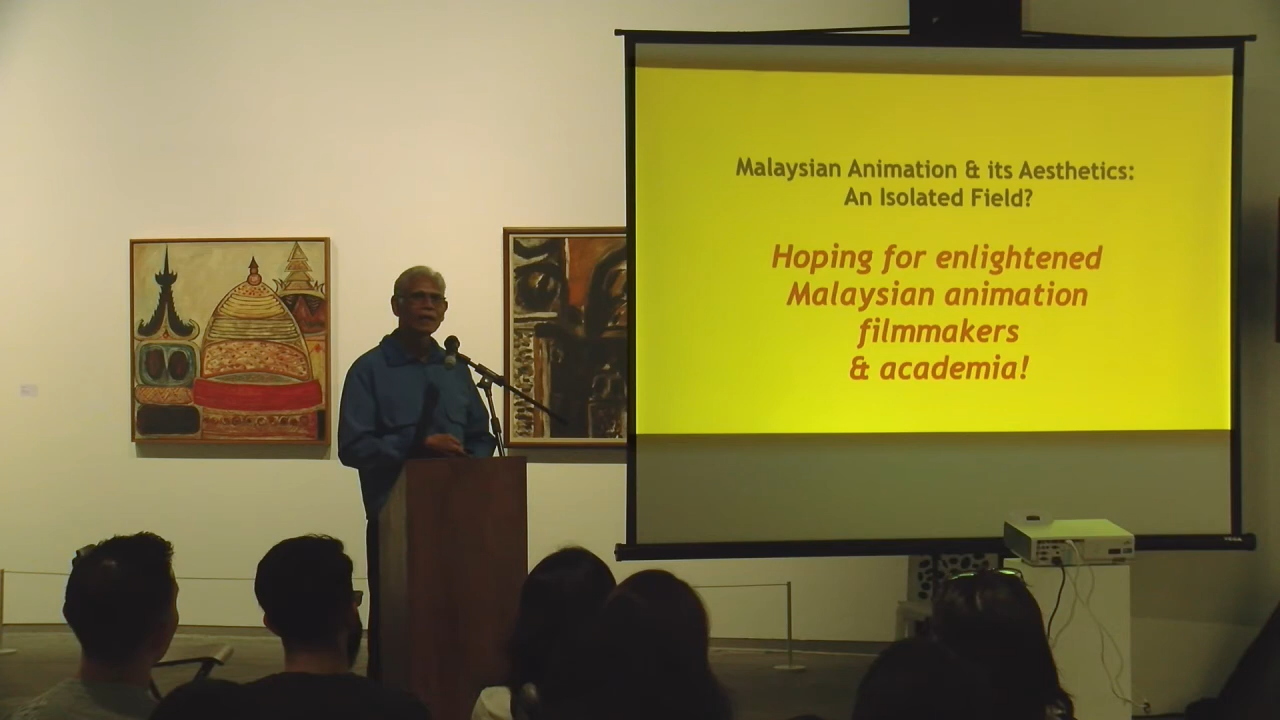 Malaysian Animation & its Aesthetics:
An Isolated Field?
Hoping for enlightened
Malaysian animation
filmmakers
& academia!